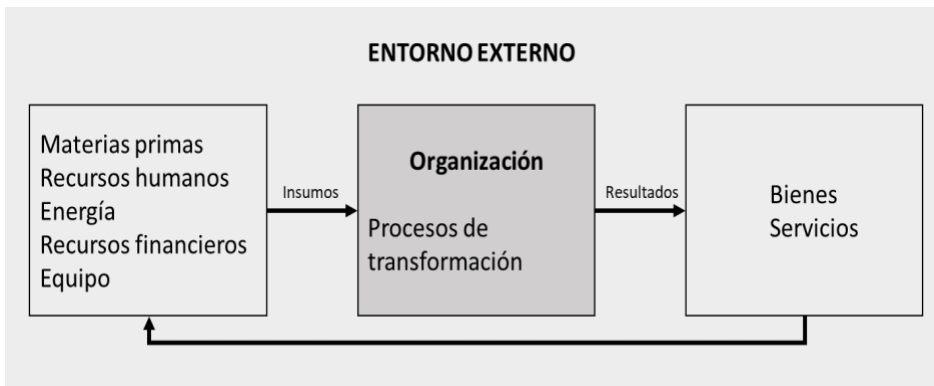 ENTORNO EXTERNO
Materias primas
Recursos humanos
Energía
Recursos financieros
Equipo
Insumos
Organización
Procesos de
transformación
Resultados
Bienes
Servicios